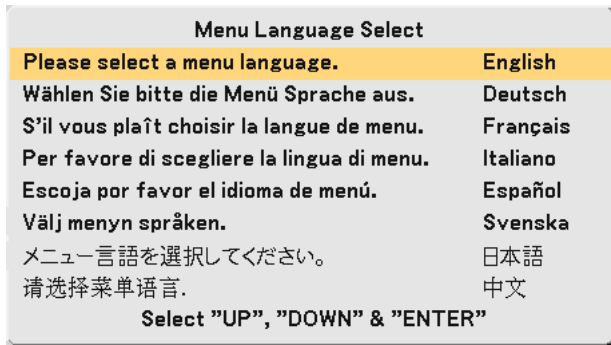 Menu Language Select
Please select a menu language. English
Wählen Sie bitte die Menü Sprache aus. Deutsch
S'il vous plaît choisir la langue de menu. Français
Per favore di scegliere la lingua di menu. Italiano
Escoja por favor el idioma de menú. Español
Välj menyn språken. Svenska
メニュー言語を選択してください。 日本語
请选择菜单语言. 中文
Select "UP", "DOWN" & "ENTER"